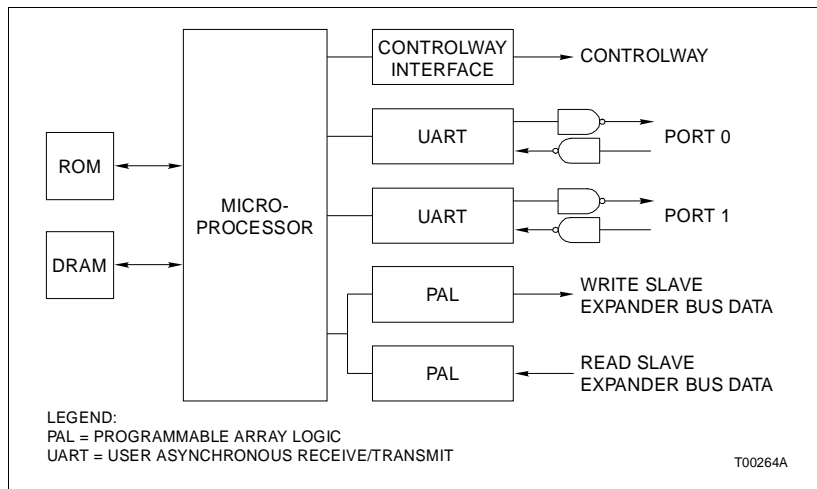 CONTROLWAY
INTERFACE
CONTROLWAY
UART
PORT 0
ROM
MICRO-
PROCESSOR
UART
PORT 1
DRAM
PAL
WRITE SLAVE
EXPANDER BUS DATA
PAL
READ SLAVE
EXPANDER BUS DATA
LEGEND:
PAL = PROGRAMMABLE ARRAY LOGIC
UART = USER ASYNCHRONOUS RECEIVE/TRANSMIT
T00264A